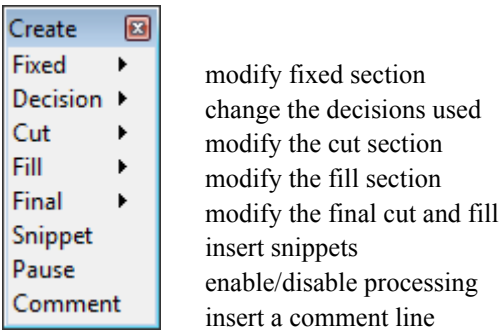 Create
Fixed modify fixed section
Decision change the decisions used
Cut modify the cut section
Fill modify the fill section
Final modify the final cut and fill
Snippet insert snippets
Pause enable/disable processing
Comment insert a comment line